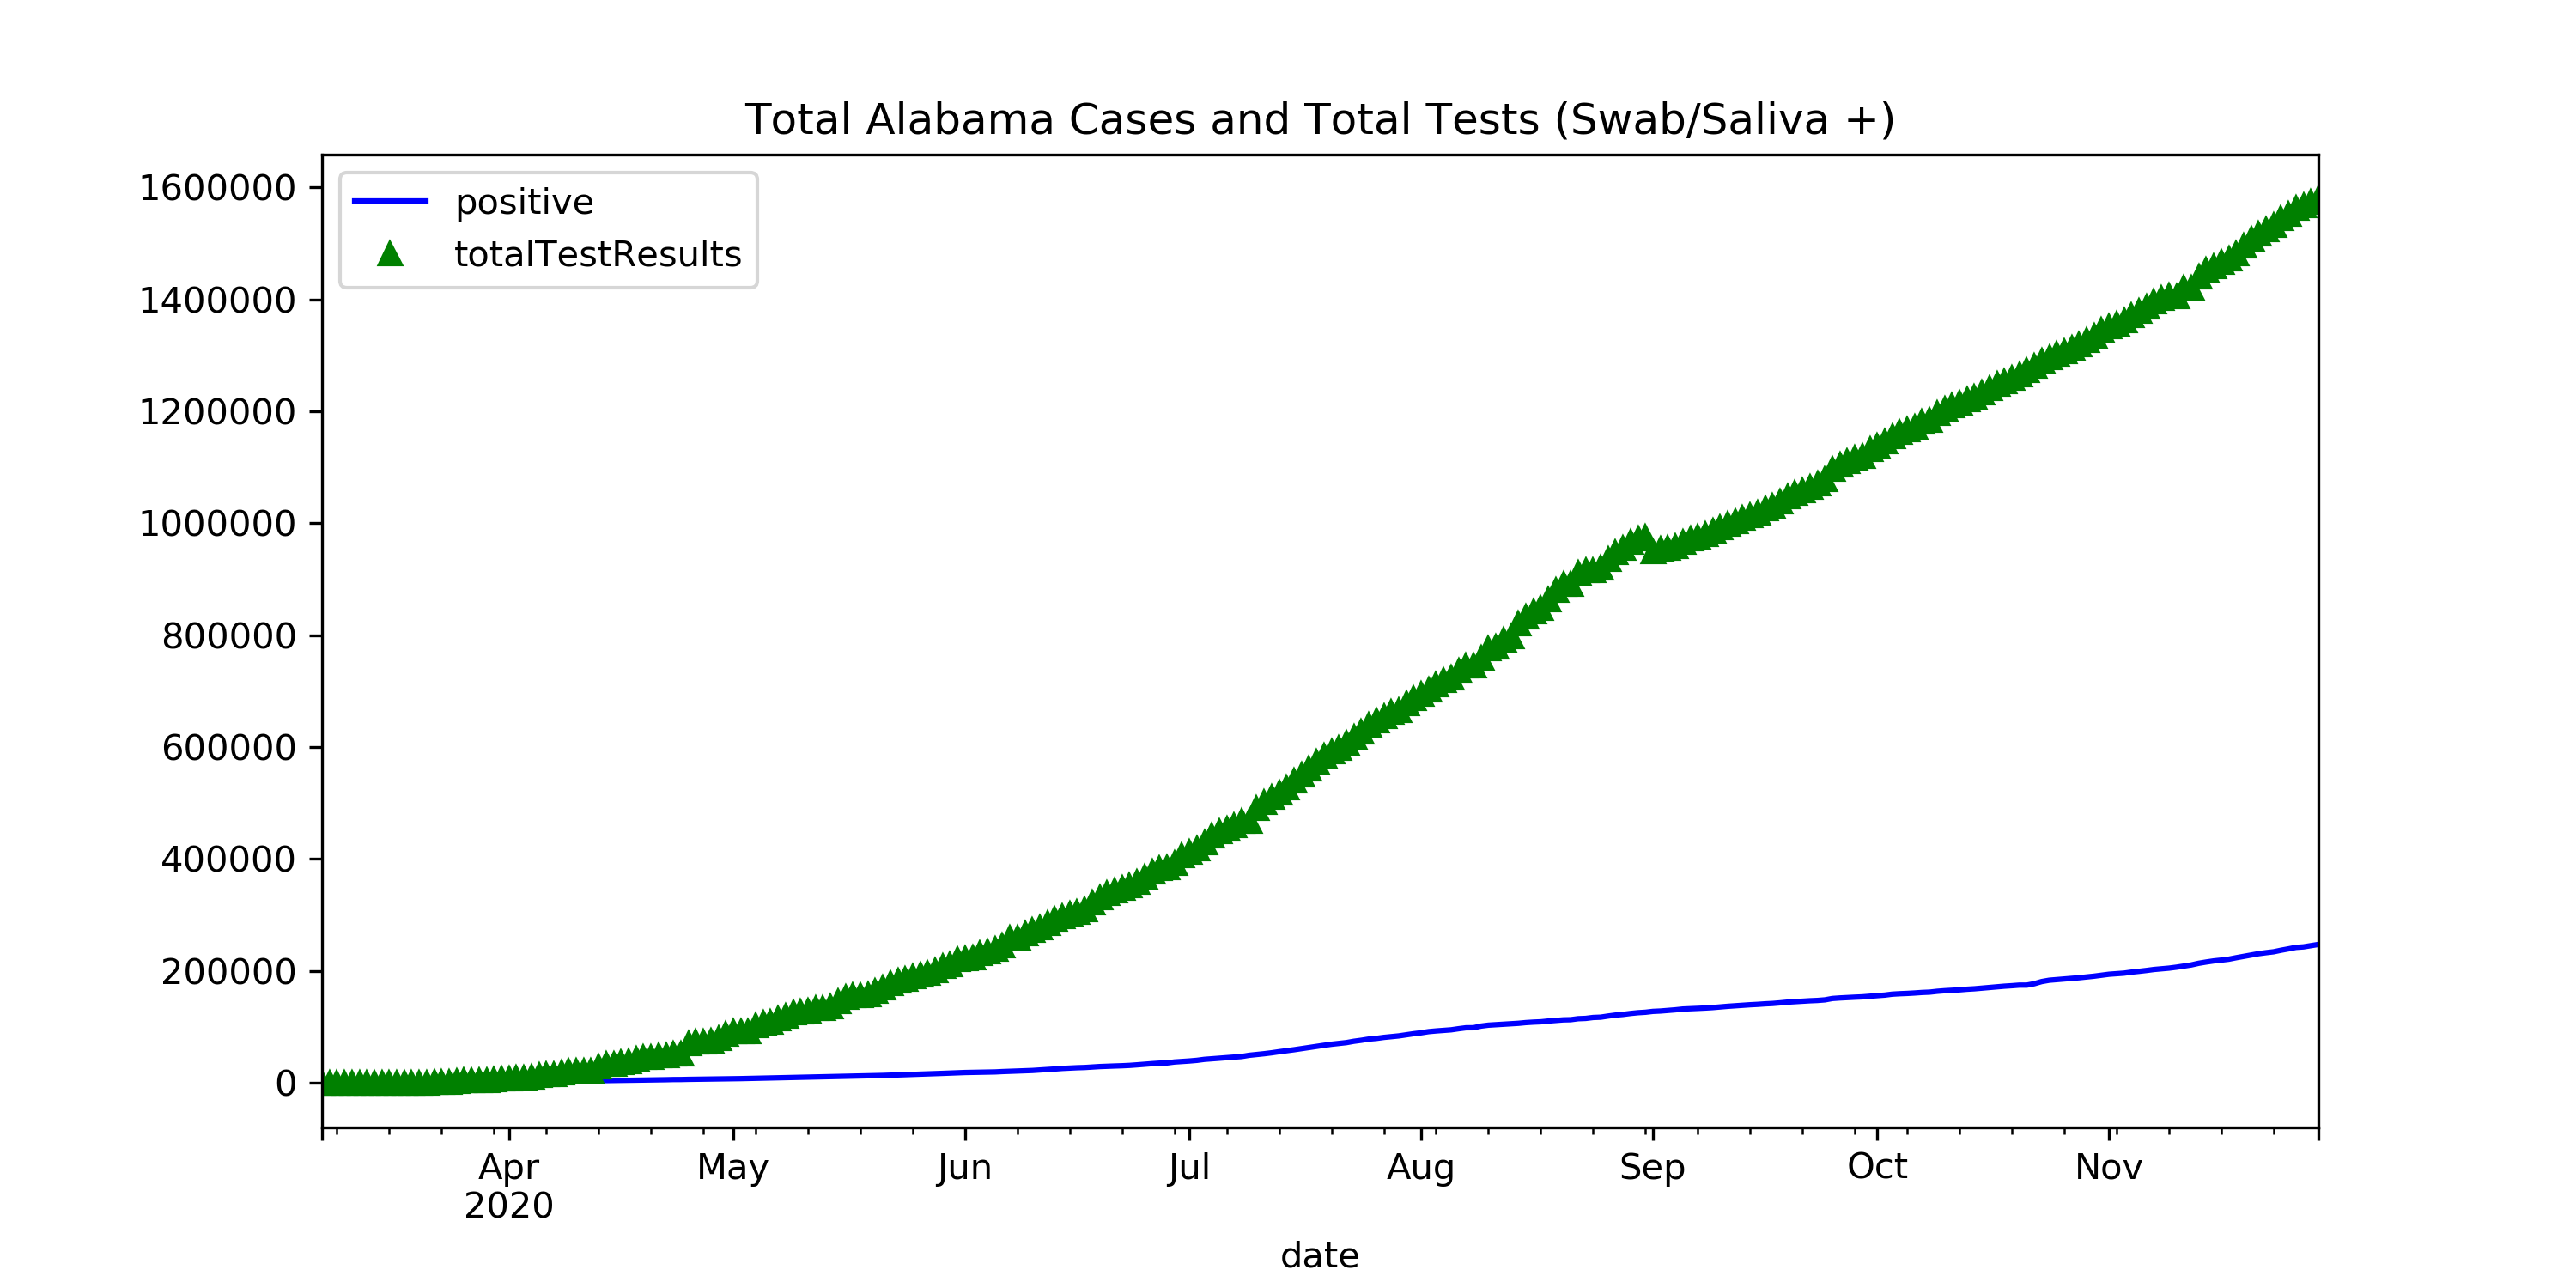 Total Alabama Cases and Total Tests (Swab/Saliva +)
positive
totalTestResults
1600000
1400000
1200000
1000000
800000
600000
400000
200000
0
Apr May Jun Jul Aug Sep Oct Nov
2020
date